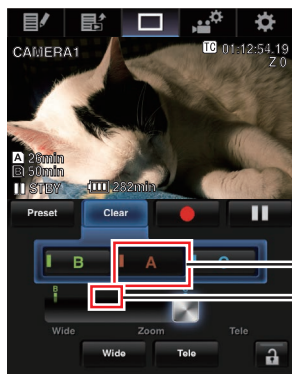 CAMERA1
TC 01:12:54.19
Z 0
A 26min
B 50min
STBY 282min
Preset Clear
B A C
B
Wide Zoom Tele
Wide Tele